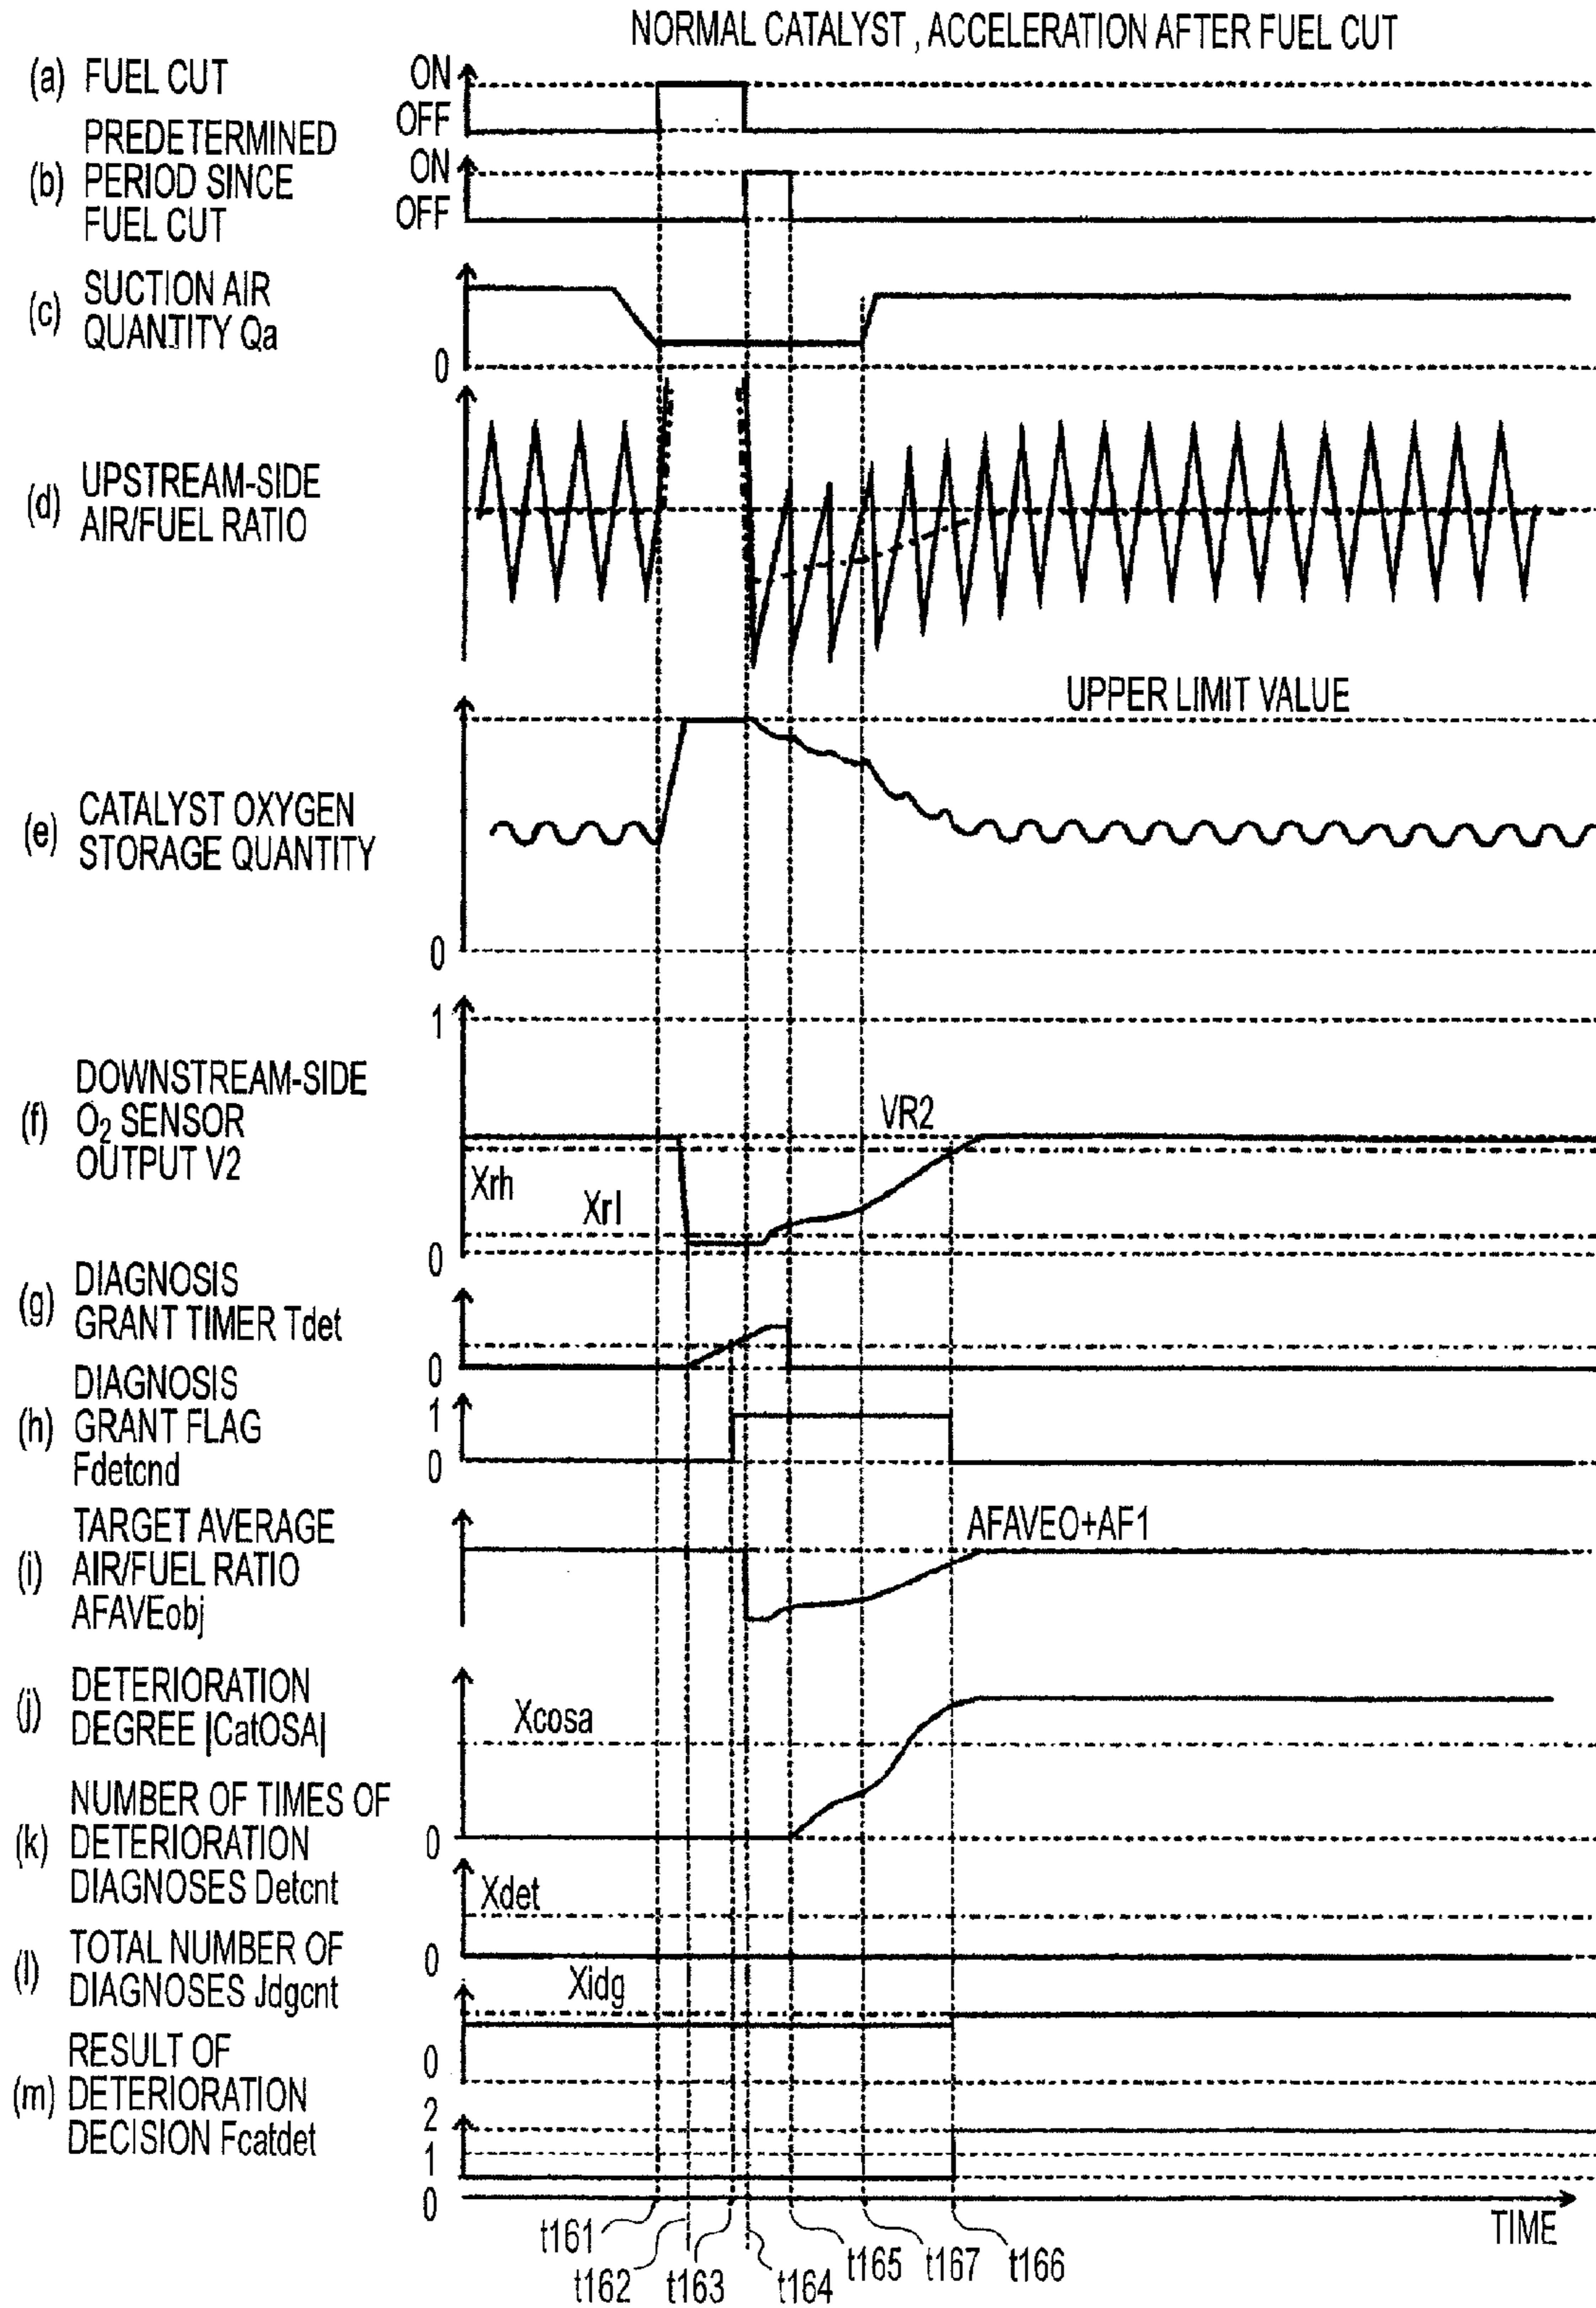 NORMAL CATALYST , ACCELERATION AFTER FUEL CUT
(a) FUEL CUT
ON
OFF
(b) PREDETERMINED
PERIOD SINCE
FUEL CUT
ON
OFF
(c) SUCTION AIR
QUANTITY Qa
0
(d) UPSTREAM-SIDE
AIR/FUEL RATIO
UPPER LIMIT VALUE
(e) CATALYST OXYGEN
STORAGE QUANTITY
0
1
(f) DOWNSTREAM-SIDE
O2 SENSOR
OUTPUT V2
VR2
Xrh
Xrl
0
(g) DIAGNOSIS
GRANT TIMER Tdet
0
(h) DIAGNOSIS
GRANT FLAG
Fdetcnd
1
0
(i) TARGET AVERAGE
AIR/FUEL RATIO
AFAVEobj
AFAVEO+AF1
(j) DETERIORATION
DEGREE |CatOSA|
Xcosa
0
(k) NUMBER OF TIMES OF
DETERIORATION
DIAGNOSES Detcnt
Xdet
0
(l) TOTAL NUMBER OF
DIAGNOSES Jdgcnt
Xidg
0
(m) RESULT OF
DETERIORATION
DECISION Fcatdet
2
1
0
TIME
t161
t162
t163
t164
t165
t167
t166